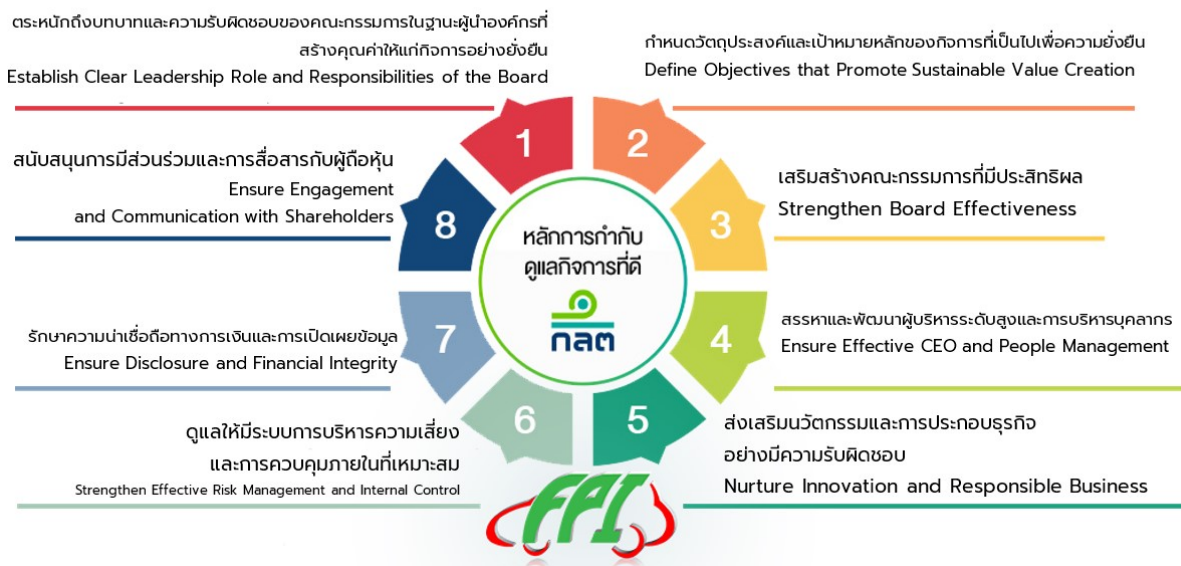 ตระหนักถึงบทบาทและความรับผิดชอบของคณะกรรมการในฐานะผู้นำองค์กรที่
สร้างคุณค่าให้แก่กิจการอย่างยั่งยืน
Establish Clear Leadership Role and Responsibilities of the Board
1
กำหนดวัตถุประสงค์และเป้าหมายหลักของกิจการที่เป็นไปเพื่อความยั่งยืน
Define Objectives that Promote Sustainable Value Creation
2
เสริมสร้างคณะกรรมการที่มีประสิทธิผล
Strengthen Board Effectiveness
3
สรรหาและพัฒนาผู้บริหารระดับสูงและการบริหารบุคลากร
Ensure Effective CEO and People Management
4
ส่งเสริมนวัตกรรมและการประกอบธุรกิจ
อย่างมีความรับผิดชอบ
Nurture Innovation and Responsible Business
5
ดูแลให้มีระบบการบริหารความเสี่ยง
และการควบคุมภายในที่เหมาะสม
Strengthen Effective Risk Management and Internal Control
6
รักษาความน่าเชื่อถือทางการเงินและการเปิดเผยข้อมูล
Ensure Disclosure and Financial Integrity
7
สนับสนุนการมีส่วนร่วมและการสื่อสารกับผู้ถือหุ้น
Ensure Engagement
and Communication with Shareholders
8
หลักการกำกับ
ดูแลกิจการที่ดี
กลต
FPI